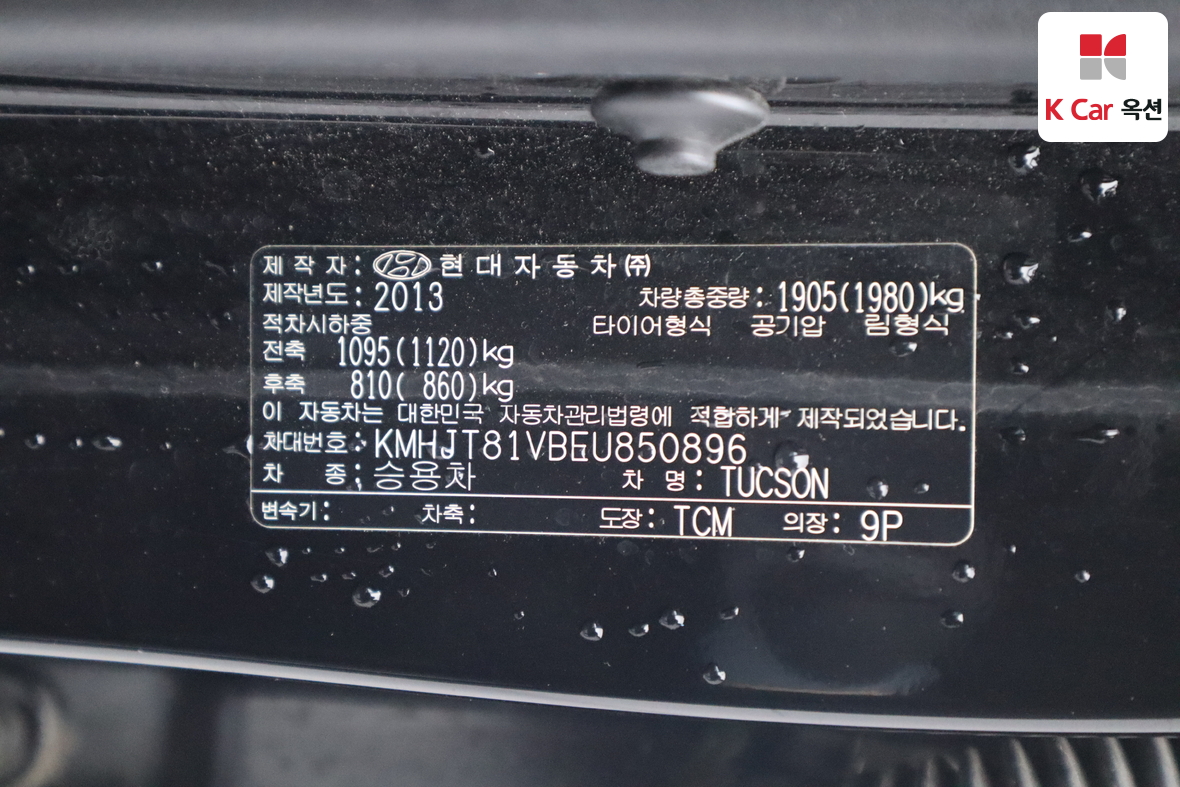 K Car 옥션
제 작 자 : 현 대 자 동 차 ㈜
제작년도 : 2013 차량총중량 : 1905(1980)kg
적차시하중 타이어형식 공기압 림형식
전축 1095(1120)kg
후축 810( 860)kg
이 자동차는 대한민국 자동차관리법령에 적합하게 제작되었습니다.
차대번호 : KMHJT81VBEU850896
차 종 : 승용차 차 명 : TUCSON
변속기 : 차축 : 도장 : TCM 의장 : 9P